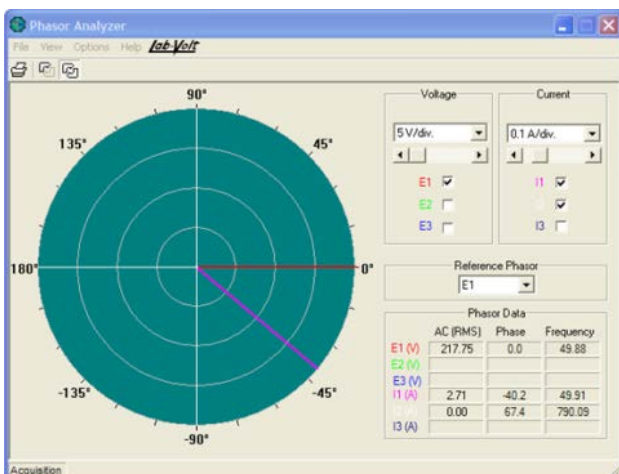 Phasor Analyzer
File View Options Help Lab-Volt
90°
135°
45°
180°
0°
-135°
-45°
-90°
Voltage
5 V/div.
E1
E2
E3
Current
0.1 A/div.
I1
I3
Reference Phasor
E1
Phasor Data
AC (RMS) Phase Frequency
E1 (V) 217.75 0.0 49.88
E2 (V)
E3 (V)
I1 (A) 2.71 -40.2 49.91
I2 (A) 0.00 67.4 790.09
I3 (A)
Acquisition